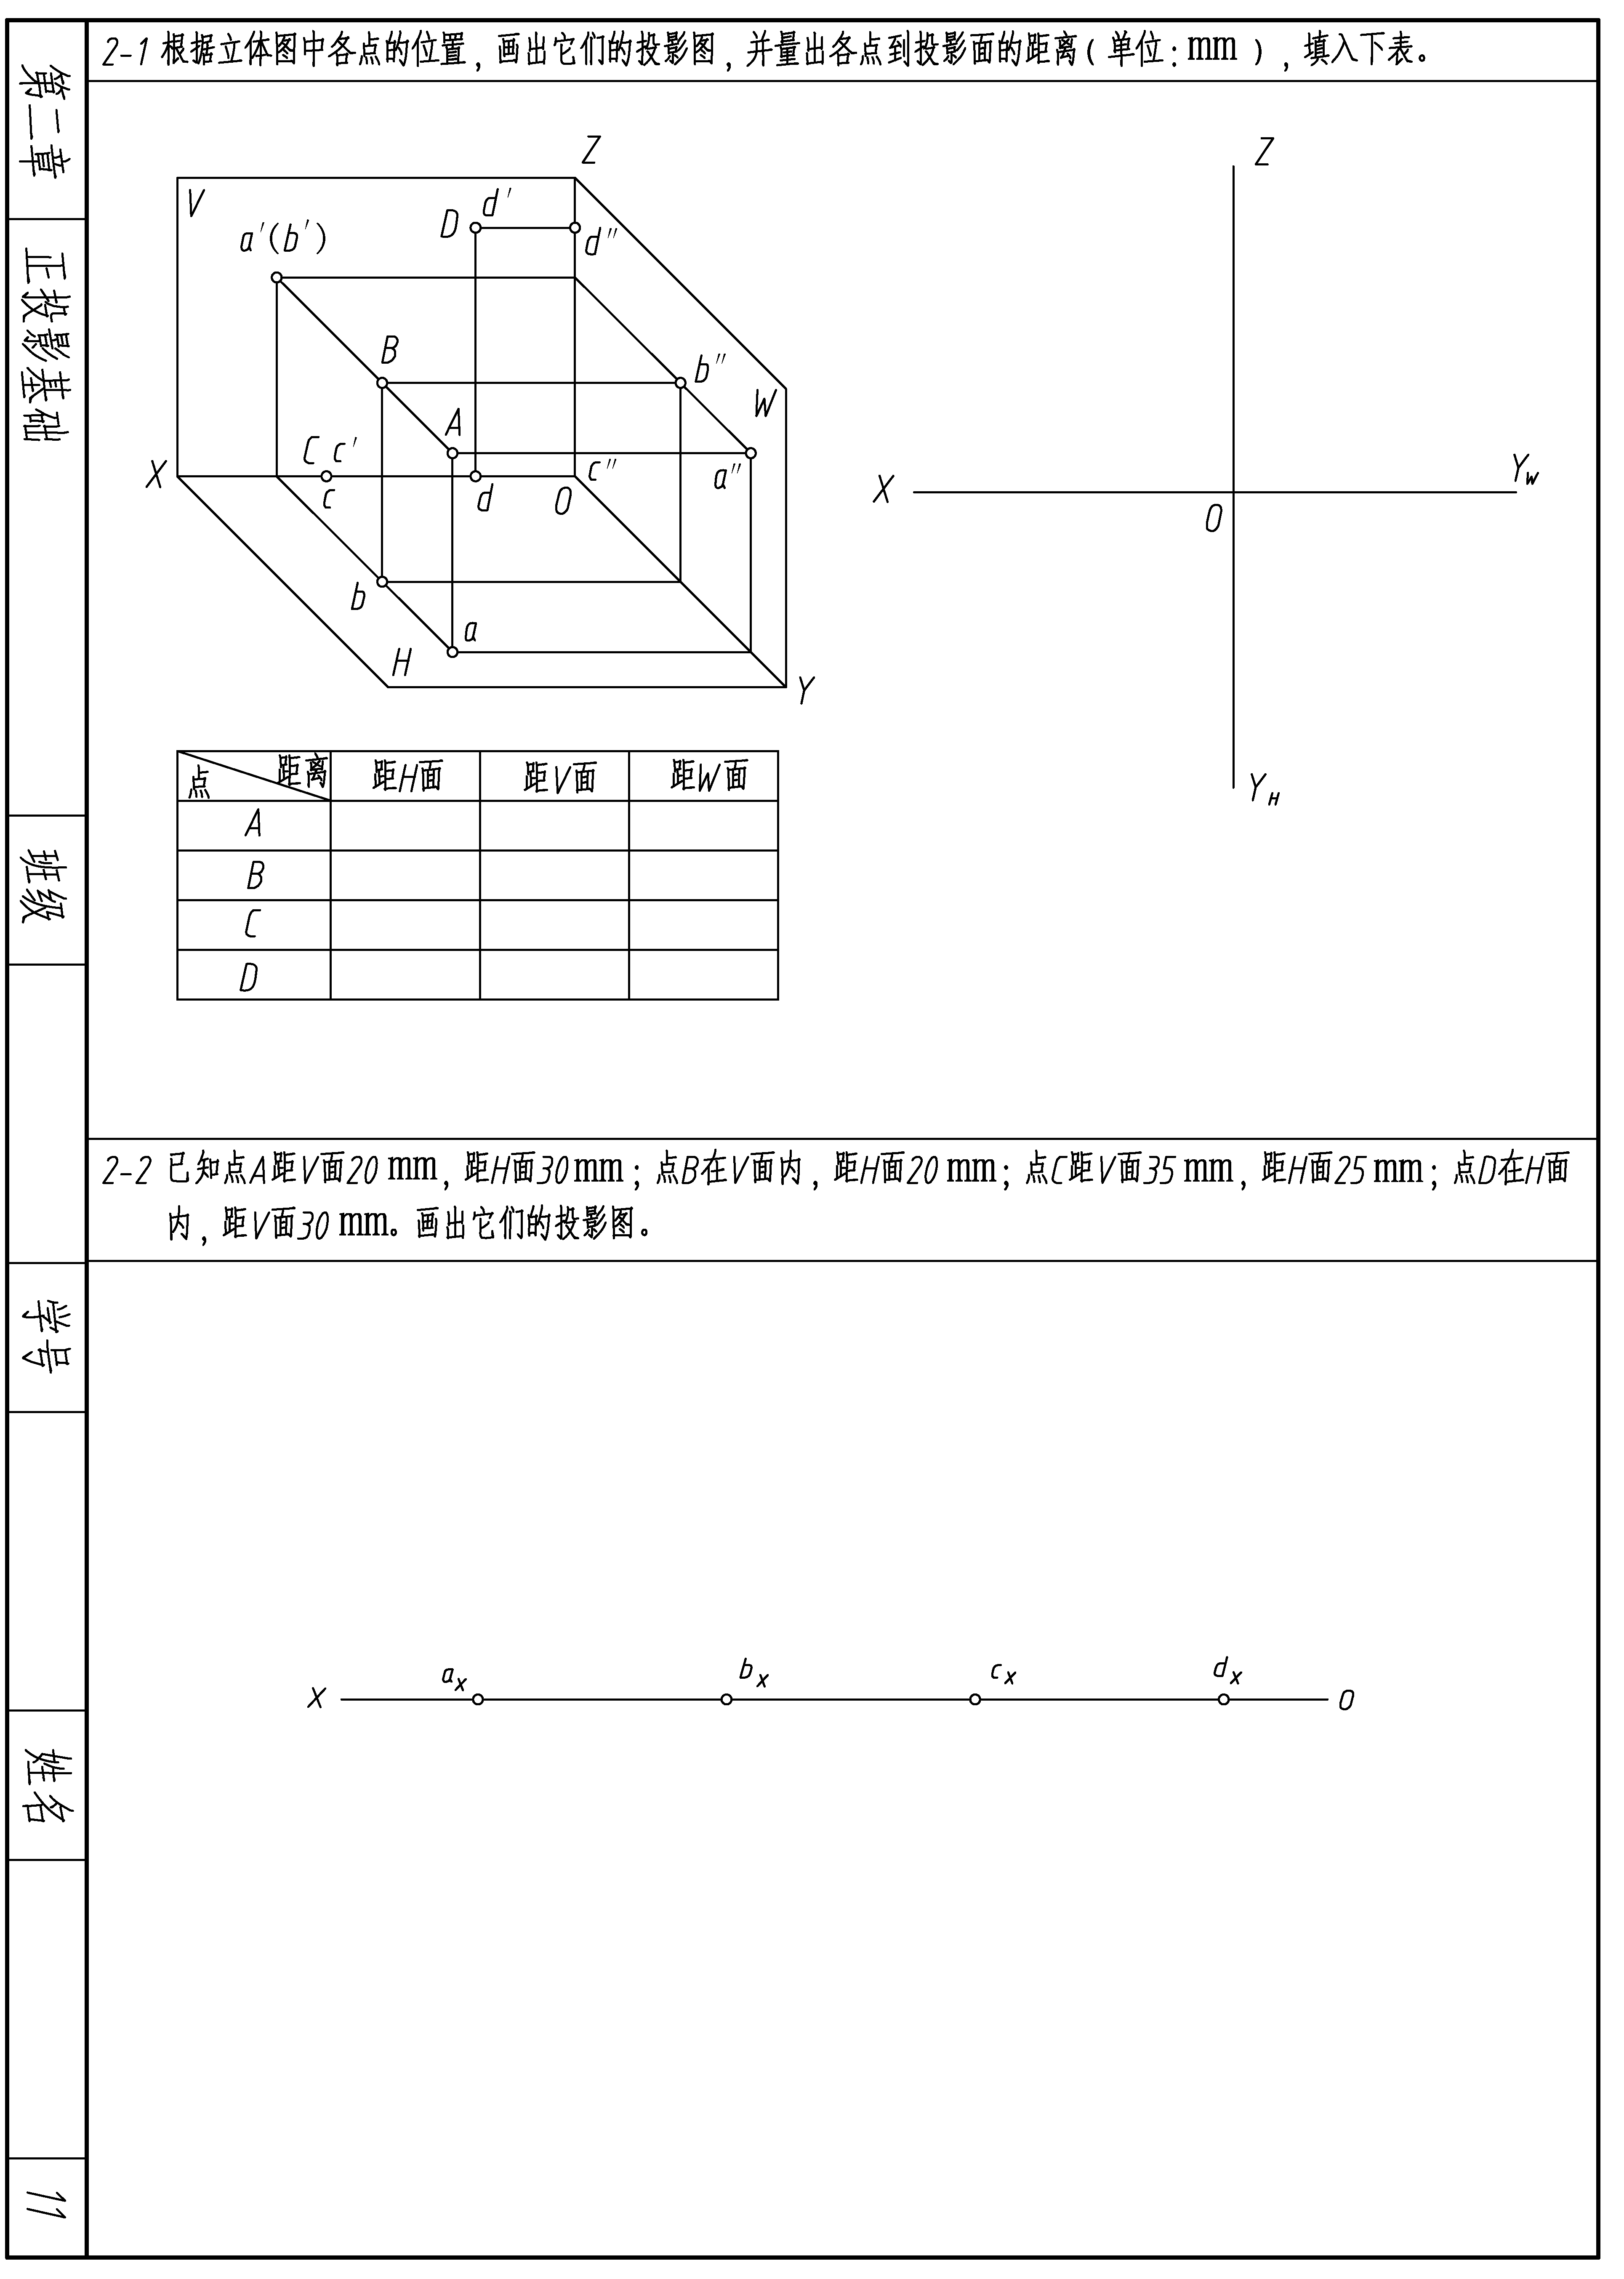 2-1 根据立体图中各点的位置，画出它们的投影图，并量出各点到投影面的距离（单位：mm），填入下表。
第二章
正投影基础
班级
学号
姓名
11
Z
V
d'
D
d"
a'(b')
B
b"
W
A
C c'
c"
a"
X
c
d
O
b
a
H
Y
Z
X
O
Y_W
Y_H
点 距离 距H面 距V面 距W面
A
B
C
D
2-2 已知点A距V面20 mm，距H面30 mm；点B在V面内，距H面20 mm；点C距V面35 mm，距H面25 mm；点D在H面
内，距V面30 mm。画出它们的投影图。
X a_x b_x c_x d_x O